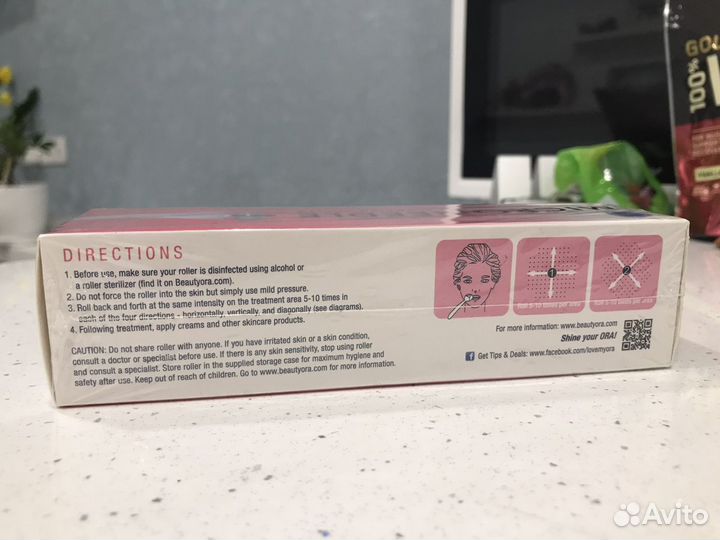 GOL
100%
VANILLA
DIRECTIONS
1. Before use, make sure your roller is disinfected using alcohol or
a roller sterilizer (find it on Beautyora.com).
2. Do not force the roller into the skin but simply use mild pressure.
3. Roll back and forth at the same intensity on the treatment area 5-10 times in
each of the four directions - horizontally, vertically, and diagonally (see diagrams).
4. Following treatment, apply creams and other skincare products.
1
2
CAUTION: Do not share roller with anyone. If you have irritated skin or a skin condition,
consult a doctor or specialist before use. If there is any skin sensitivity, stop using roller
and consult a specialist. Store roller in the supplied storage case for maximum hygiene and
safety after use. Keep out of reach of children. Go to www.beautyora.com for more information.
For more information: www.beautyora.com
Shine your ORA!
Get Tips & Deals: www.facebook.com/lovemyora
Avito